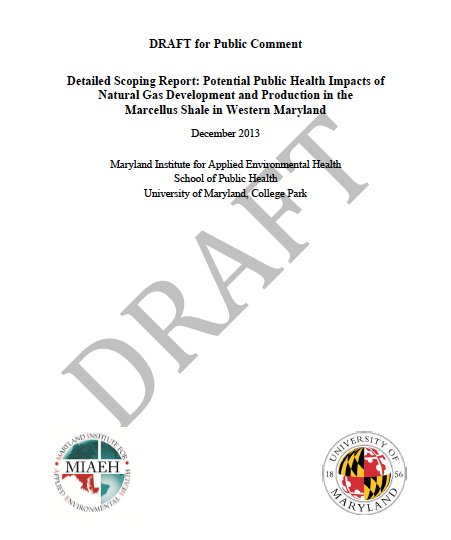 DRAFT for Public Comment
Detailed Scoping Report: Potential Public Health Impacts of
Natural Gas Development and Production in the
Marcellus Shale in Western Maryland
December 2013
Maryland Institute for Applied Environmental Health
School of Public Health
University of Maryland, College Park
DRAFT
MARYLAND INSTITUTE FOR
MIAEH
APPLIED ENVIRONMENTAL HEALTH
UNIVERSITY OF
18 56
MARYLAND